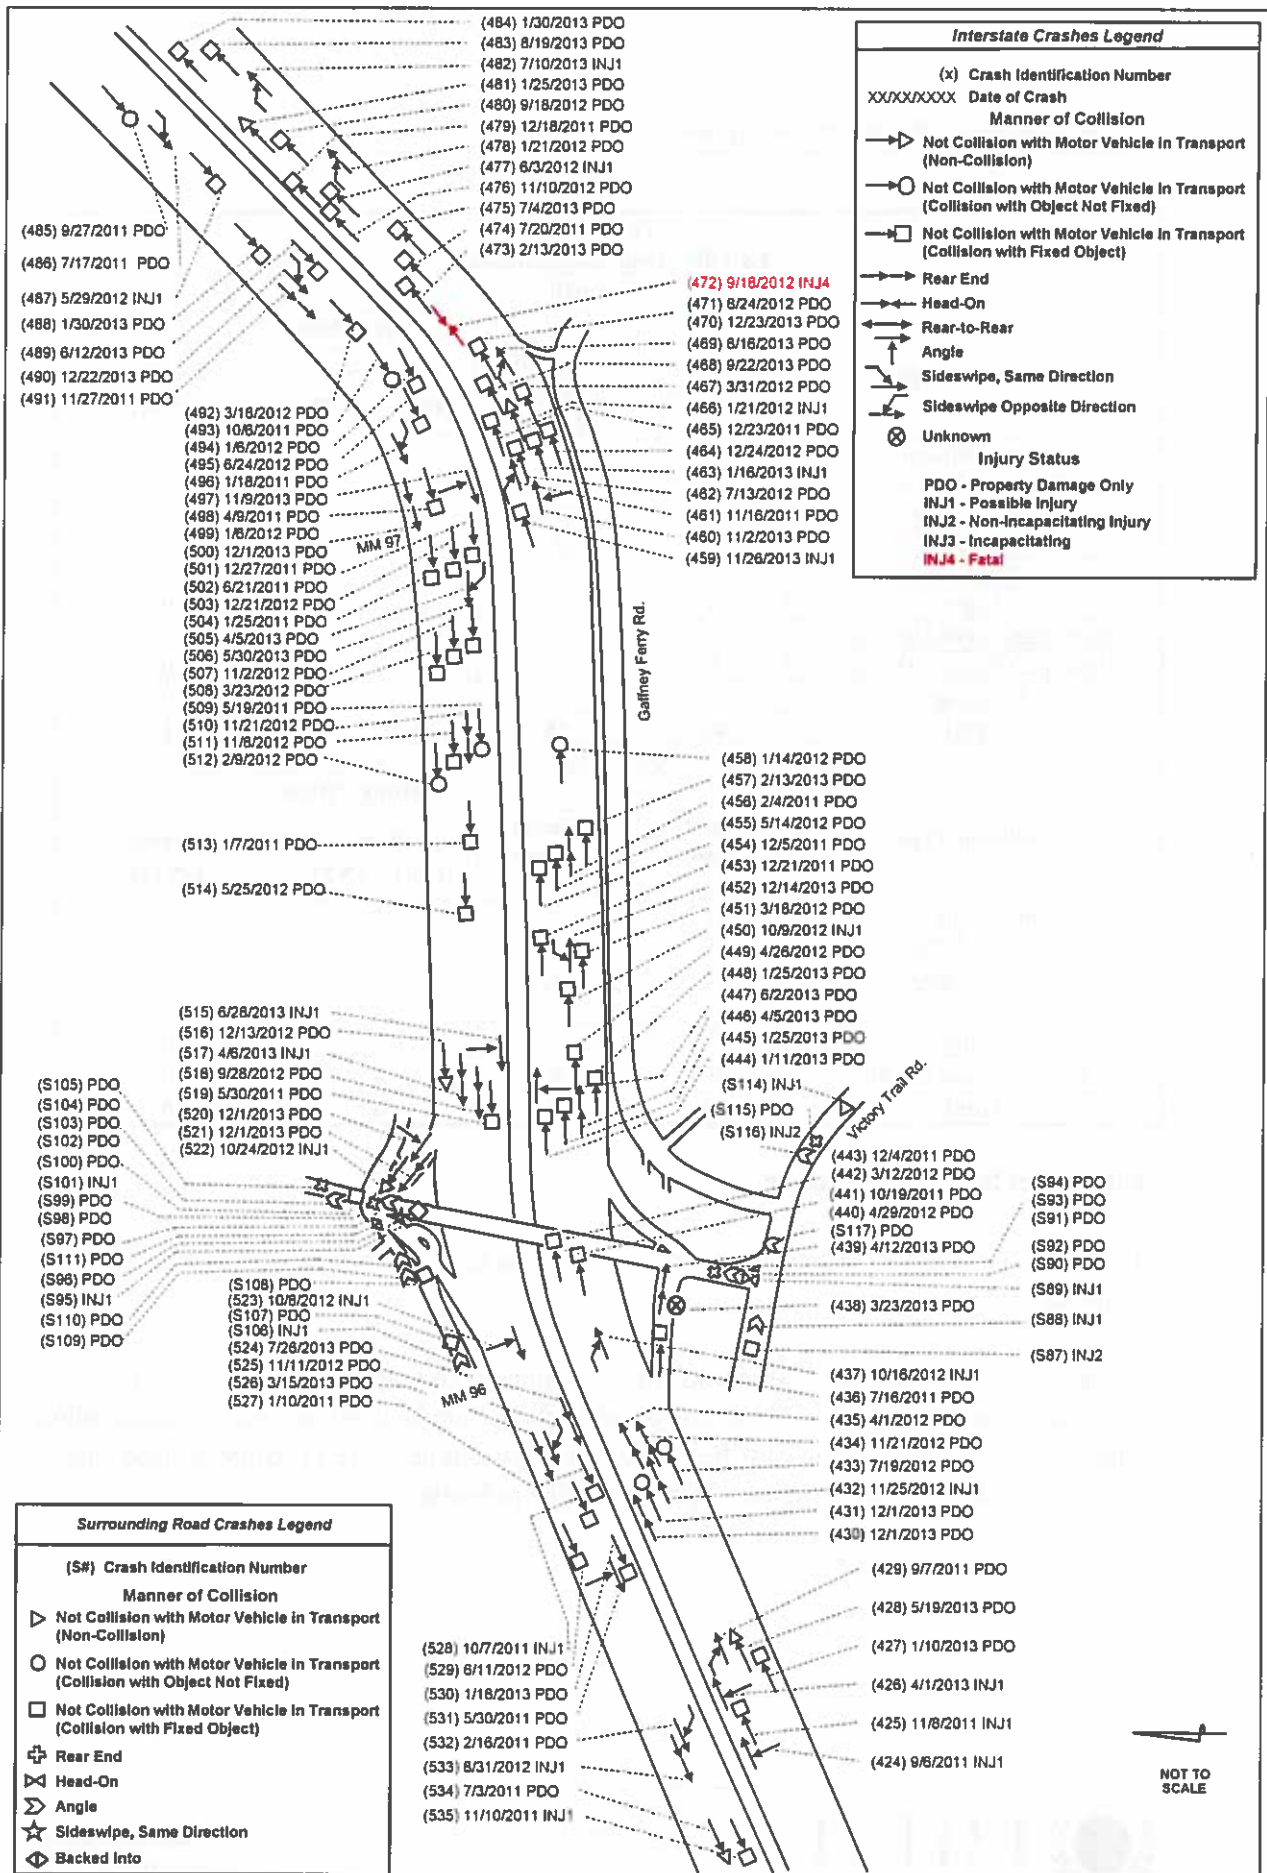 (484) 1/30/2013 PDO
(483) 8/19/2013 PDO
(482) 7/10/2013 INJ1
(481) 1/25/2013 PDO
(480) 9/18/2012 PDO
(479) 12/18/2011 PDO
(478) 1/21/2012 PDO
(477) 6/3/2012 INJ1
(476) 11/10/2012 PDO
(475) 7/4/2013 PDO
(474) 7/20/2011 PDO
(473) 2/13/2013 PDO
(472) 9/18/2012 INJ4
(471) 8/24/2012 PDO
(470) 12/23/2013 PDO
(469) 8/16/2013 PDO
(468) 9/22/2013 PDO
(467) 3/31/2012 PDO
(466) 1/21/2012 INJ1
(465) 12/23/2011 PDO
(464) 12/24/2012 PDO
(463) 1/16/2013 INJ1
(462) 7/13/2012 PDO
(461) 11/16/2011 PDO
(460) 11/2/2013 PDO
(459) 11/26/2013 INJ1
Interstate Crashes Legend
(x) Crash Identification Number
XX/XX/XXXX Date of Crash
Manner of Collision
Not Collision with Motor Vehicle in Transport
(Non-Collision)
Not Collision with Motor Vehicle in Transport
(Collision with Object Not Fixed)
Not Collision with Motor Vehicle in Transport
(Collision with Fixed Object)
Rear End
Head-On
Rear-to-Rear
Angle
Sideswipe, Same Direction
Sideswipe Opposite Direction
Unknown
Injury Status
PDO - Property Damage Only
INJ1 - Possible Injury
INJ2 - Non-Incapacitating Injury
INJ3 - Incapacitating
INJ4 - Fatal
(485) 9/27/2011 PDO
(486) 7/17/2011 PDO
(487) 5/29/2012 INJ1
(488) 1/30/2013 PDO
(489) 6/12/2013 PDO
(490) 12/22/2013 PDO
(491) 11/27/2011 PDO
(492) 3/16/2012 PDO
(493) 10/6/2011 PDO
(494) 1/6/2012 PDO
(495) 6/24/2012 PDO
(496) 1/18/2011 PDO
(497) 11/9/2013 PDO
(498) 4/9/2011 PDO
(499) 1/6/2012 PDO
(500) 12/1/2013 PDO
(501) 12/27/2011 PDO
(502) 6/21/2011 PDO
(503) 12/21/2012 PDO
(504) 1/25/2011 PDO
(505) 4/5/2013 PDO
(506) 5/30/2013 PDO
(507) 11/2/2012 PDO
(508) 3/23/2012 PDO
(509) 5/19/2011 PDO
(510) 11/21/2012 PDO
(511) 11/8/2012 PDO
(512) 2/9/2012 PDO
(513) 1/7/2011 PDO
(514) 5/25/2012 PDO
MM 97
Gaffney Ferry Rd.
(458) 1/14/2012 PDO
(457) 2/13/2013 PDO
(456) 2/4/2011 PDO
(455) 5/14/2012 PDO
(454) 12/5/2011 PDO
(453) 12/21/2011 PDO
(452) 12/14/2013 PDO
(451) 3/18/2012 PDO
(450) 10/9/2012 INJ1
(449) 4/26/2012 PDO
(448) 1/25/2013 PDO
(447) 6/2/2013 PDO
(446) 4/5/2013 PDO
(445) 1/25/2013 PDO
(444) 1/11/2013 PDO
(S114) INJ1
(S115) PDO
(S116) INJ2
Victory Trail Rd.
(515) 6/28/2013 INJ1
(516) 12/13/2012 PDO
(517) 4/6/2013 INJ1
(518) 9/28/2012 PDO
(519) 5/30/2011 PDO
(520) 12/1/2013 PDO
(521) 12/1/2013 PDO
(522) 10/24/2012 INJ1
(S105) PDO
(S104) PDO
(S103) PDO
(S102) PDO
(S100) PDO
(S101) INJ1
(S99) PDO
(S98) PDO
(S97) PDO
(S111) PDO
(S96) PDO
(S95) INJ1
(S110) PDO
(S109) PDO
(443) 12/4/2011 PDO
(442) 3/12/2012 PDO
(441) 10/19/2011 PDO
(440) 4/29/2012 PDO
(S117) PDO
(439) 4/12/2013 PDO
(438) 3/23/2013 PDO
(S94) PDO
(S93) PDO
(S91) PDO
(S92) PDO
(S90) PDO
(S89) INJ1
(S88) INJ1
(S87) INJ2
(S108) PDO
(523) 10/8/2012 INJ1
(S107) PDO
(S106) INJ1
(524) 7/26/2013 PDO
(525) 11/11/2012 PDO
(526) 3/15/2013 PDO
(527) 1/10/2011 PDO
MM 96
(437) 10/16/2012 INJ1
(436) 7/16/2011 PDO
(435) 4/1/2012 PDO
(434) 11/21/2012 PDO
(433) 7/19/2012 PDO
(432) 11/25/2012 INJ1
(431) 12/1/2013 PDO
(430) 12/1/2013 PDO
(429) 9/7/2011 PDO
(428) 5/19/2013 PDO
(427) 1/10/2013 PDO
(426) 4/1/2013 INJ1
(425) 11/8/2011 INJ1
(424) 9/6/2011 INJ1
(528) 10/7/2011 INJ1
(529) 6/11/2012 PDO
(530) 1/16/2013 PDO
(531) 5/30/2011 PDO
(532) 2/16/2011 PDO
(533) 8/31/2012 INJ1
(534) 7/3/2011 PDO
(535) 11/10/2011 INJ1
Surrounding Road Crashes Legend
(S#) Crash Identification Number
Manner of Collision
Not Collision with Motor Vehicle in Transport
(Non-Collision)
Not Collision with Motor Vehicle in Transport
(Collision with Object Not Fixed)
Not Collision with Motor Vehicle in Transport
(Collision with Fixed Object)
Rear End
Head-On
Angle
Sideswipe, Same Direction
Backed Into
NOT TO
SCALE